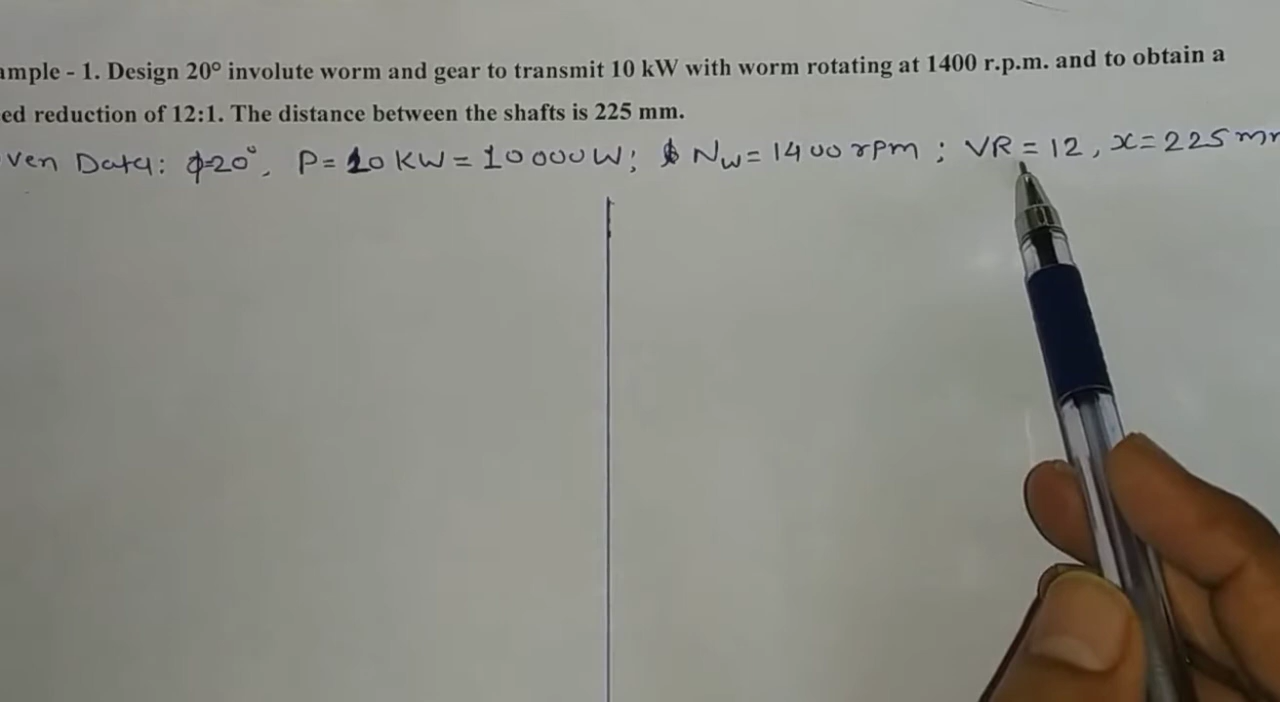 ample - 1. Design 20° involute worm and gear to transmit 10 kW with worm rotating at 1400 r.p.m. and to obtain a
ed reduction of 12:1. The distance between the shafts is 225 mm.
ven Data: ϕ=20°, P=10 KW = 10000W; Nw = 1400 rpm ; VR = 12, x=225 mm